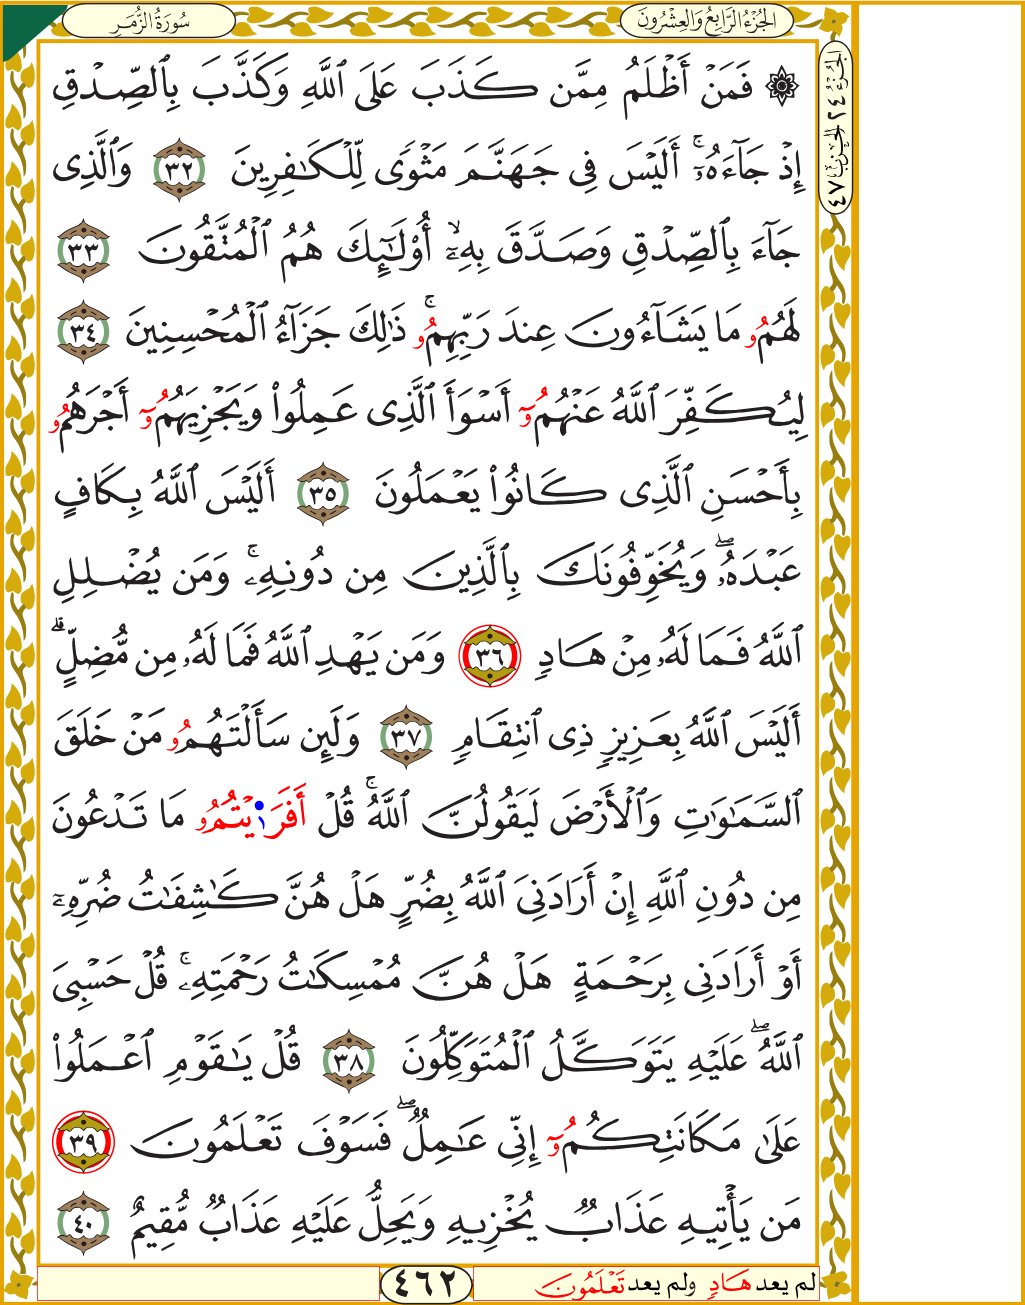 سُورَةُ الزُّمَر
الجُزْءُ الرَّابِعُ وَالعِشْرُونَ
الجُزْءُ ٢٤ الحِزْبُ ٤٧
۞ فَمَنْ أَظْلَمُ مِمَّن كَذَبَ عَلَى ٱللَّهِ وَكَذَّبَ بِٱلصِّدْقِ
إِذْ جَآءَهُۥٓۚ أَلَيْسَ فِى جَهَنَّمَ مَثْوًى لِّلْكَٰفِرِينَ ٣٢ وَٱلَّذِى
جَآءَ بِٱلصِّدْقِ وَصَدَّقَ بِهِۦٓۙ أُوْلَٰٓئِكَ هُمُ ٱلْمُتَّقُونَ ٣٣
لَهُمُۥ مَا يَشَآءُونَ عِندَ رَبِّهِمُۥۚ ذَٰلِكَ جَزَآءُ ٱلْمُحْسِنِينَ ٣٤
لِيُكَفِّرَ ٱللَّهُ عَنْهُمُۥٓ أَسْوَأَ ٱلَّذِى عَمِلُواْ وَيَجْزِيَهُمُۥٓ أَجْرَهُمُۥ
بِأَحْسَنِ ٱلَّذِى كَانُواْ يَعْمَلُونَ ٣٥ أَلَيْسَ ٱللَّهُ بِكَافٍ
عَبْدَهُۥۖ وَيُخَوِّفُونَكَ بِٱلَّذِينَ مِن دُونِهِۦۚ وَمَن يُضْلِلِ
ٱللَّهُ فَمَا لَهُۥ مِنْ هَادٍ ٣٦ وَمَن يَهْدِ ٱللَّهُ فَمَا لَهُۥ مِن مُّضِلٍّۗ
أَلَيْسَ ٱللَّهُ بِعَزِيزٍ ذِى ٱنتِقَامٍ ٣٧ وَلَئِن سَأَلْتَهُمُۥ مَنْ خَلَقَ
ٱلسَّمَٰوَٰتِ وَٱلْأَرْضَ لَيَقُولُنَّ ٱللَّهُۚ قُلْ أَفَرَاٰ۬يْتُمُۥ مَا تَدْعُونَ
مِن دُونِ ٱللَّهِ إِنْ أَرَادَنِىَ ٱللَّهُ بِضُرٍّ هَلْ هُنَّ كَٰشِفَٰتُ ضُرِّهِۦٓ
أَوْ أَرَادَنِى بِرَحْمَةٍ هَلْ هُنَّ مُمْسِكَٰتُ رَحْمَتِهِۦۚ قُلْ حَسْبِىَ
ٱللَّهُۖ عَلَيْهِ يَتَوَكَّلُ ٱلْمُتَوَكِّلُونَ ٣٨ قُلْ يَٰقَوْمِ ٱعْمَلُواْ
عَلَىٰ مَكَانَتِكُمُۥٓ إِنِّى عَٰمِلٌۖ فَسَوْفَ تَعْلَمُونَ ٣٩
مَن يَأْتِيهِ عَذَابٌ يُخْزِيهِ وَيَحِلُّ عَلَيْهِ عَذَابٌ مُّقِيمٌ ٤٠
لم يعد هَادٍ ولم يعد تَعْلَمُونَ
٤٦٢